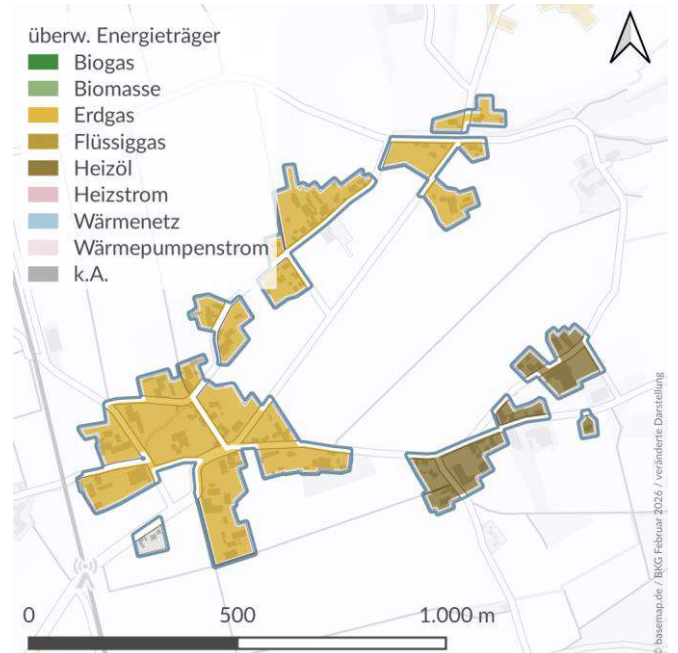 überw. Energieträger
Biogas
Biomasse
Erdgas
Flüssiggas
Heizöl
Heizstrom
Wärmenetz
Wärmepumpenstrom
k.A.
0 500 1.000 m
© basemap.de / BKG Februar 2026 / veränderte Darstellung